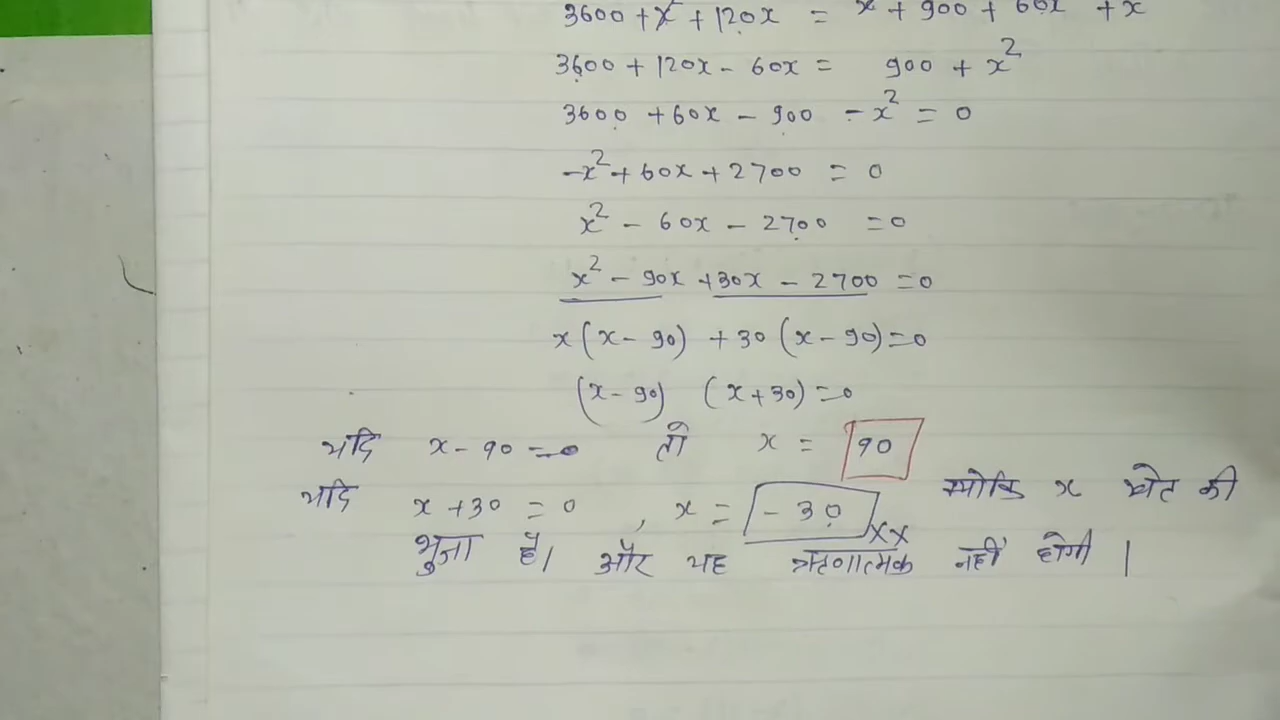 3600 + x² + 120x = x² + 900 + 60x + x
3600 + 120x - 60x = 900 + x²
3600 + 60x - 900 - x² = 0
-x² + 60x + 2700 = 0
x² - 60x - 2700 = 0
x² - 90x + 30x - 2700 = 0
x(x - 90) + 30(x - 90) = 0
(x - 90) (x + 30) = 0
यदि x - 90 = 0 तो x = 90
यदि x + 30 = 0 , x = - 30 xx क्योकि x खेत की
भुजा है। और यह ऋणात्मक नहीं होगी ।